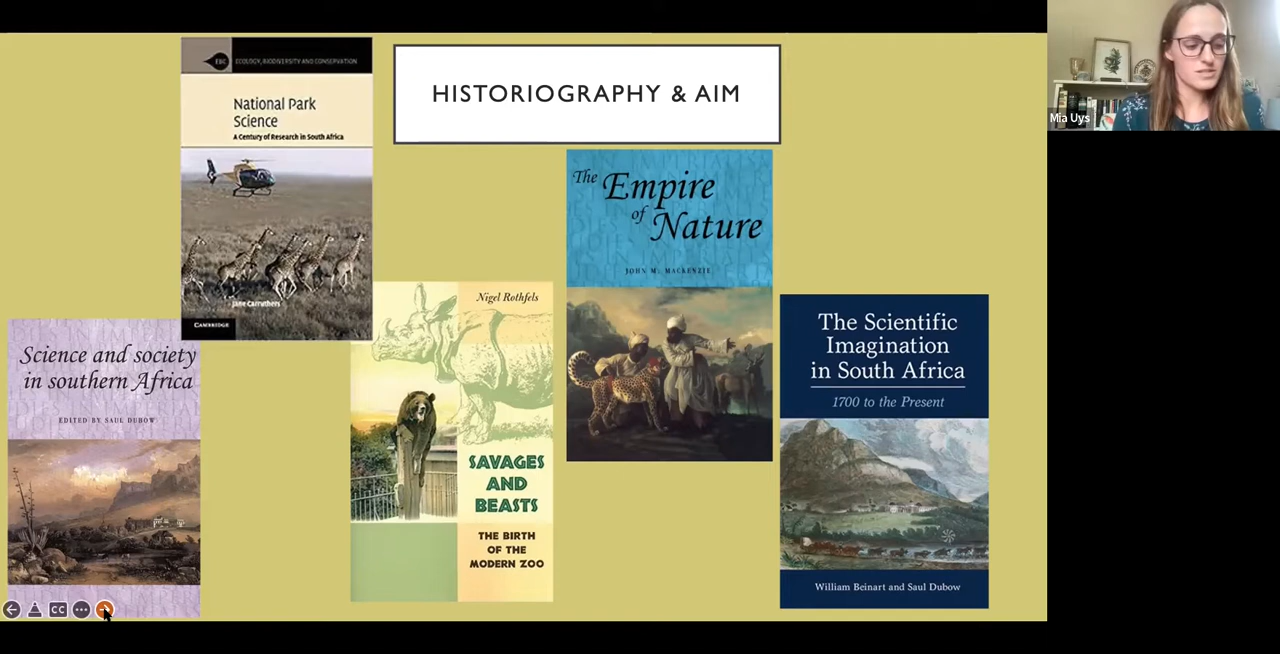 HISTORIOGRAPHY & AIM
ECOLOGY, BIODIVERSITY AND CONSERVATION
National Park
Science
A Century of Research in South Africa
Jane Carruthers
CAMBRIDGE
Science and society
in southern Africa
EDITED BY SAUL DUBOW
Nigel Rothfels
SAVAGES
AND
BEASTS
THE BIRTH
OF THE
MODERN ZOO
The Empire
of Nature
JOHN M. MACKENZIE
The Scientific
Imagination
in South Africa
1700 to the Present
William Beinart and Saul Dubow
CC
Mia Uys